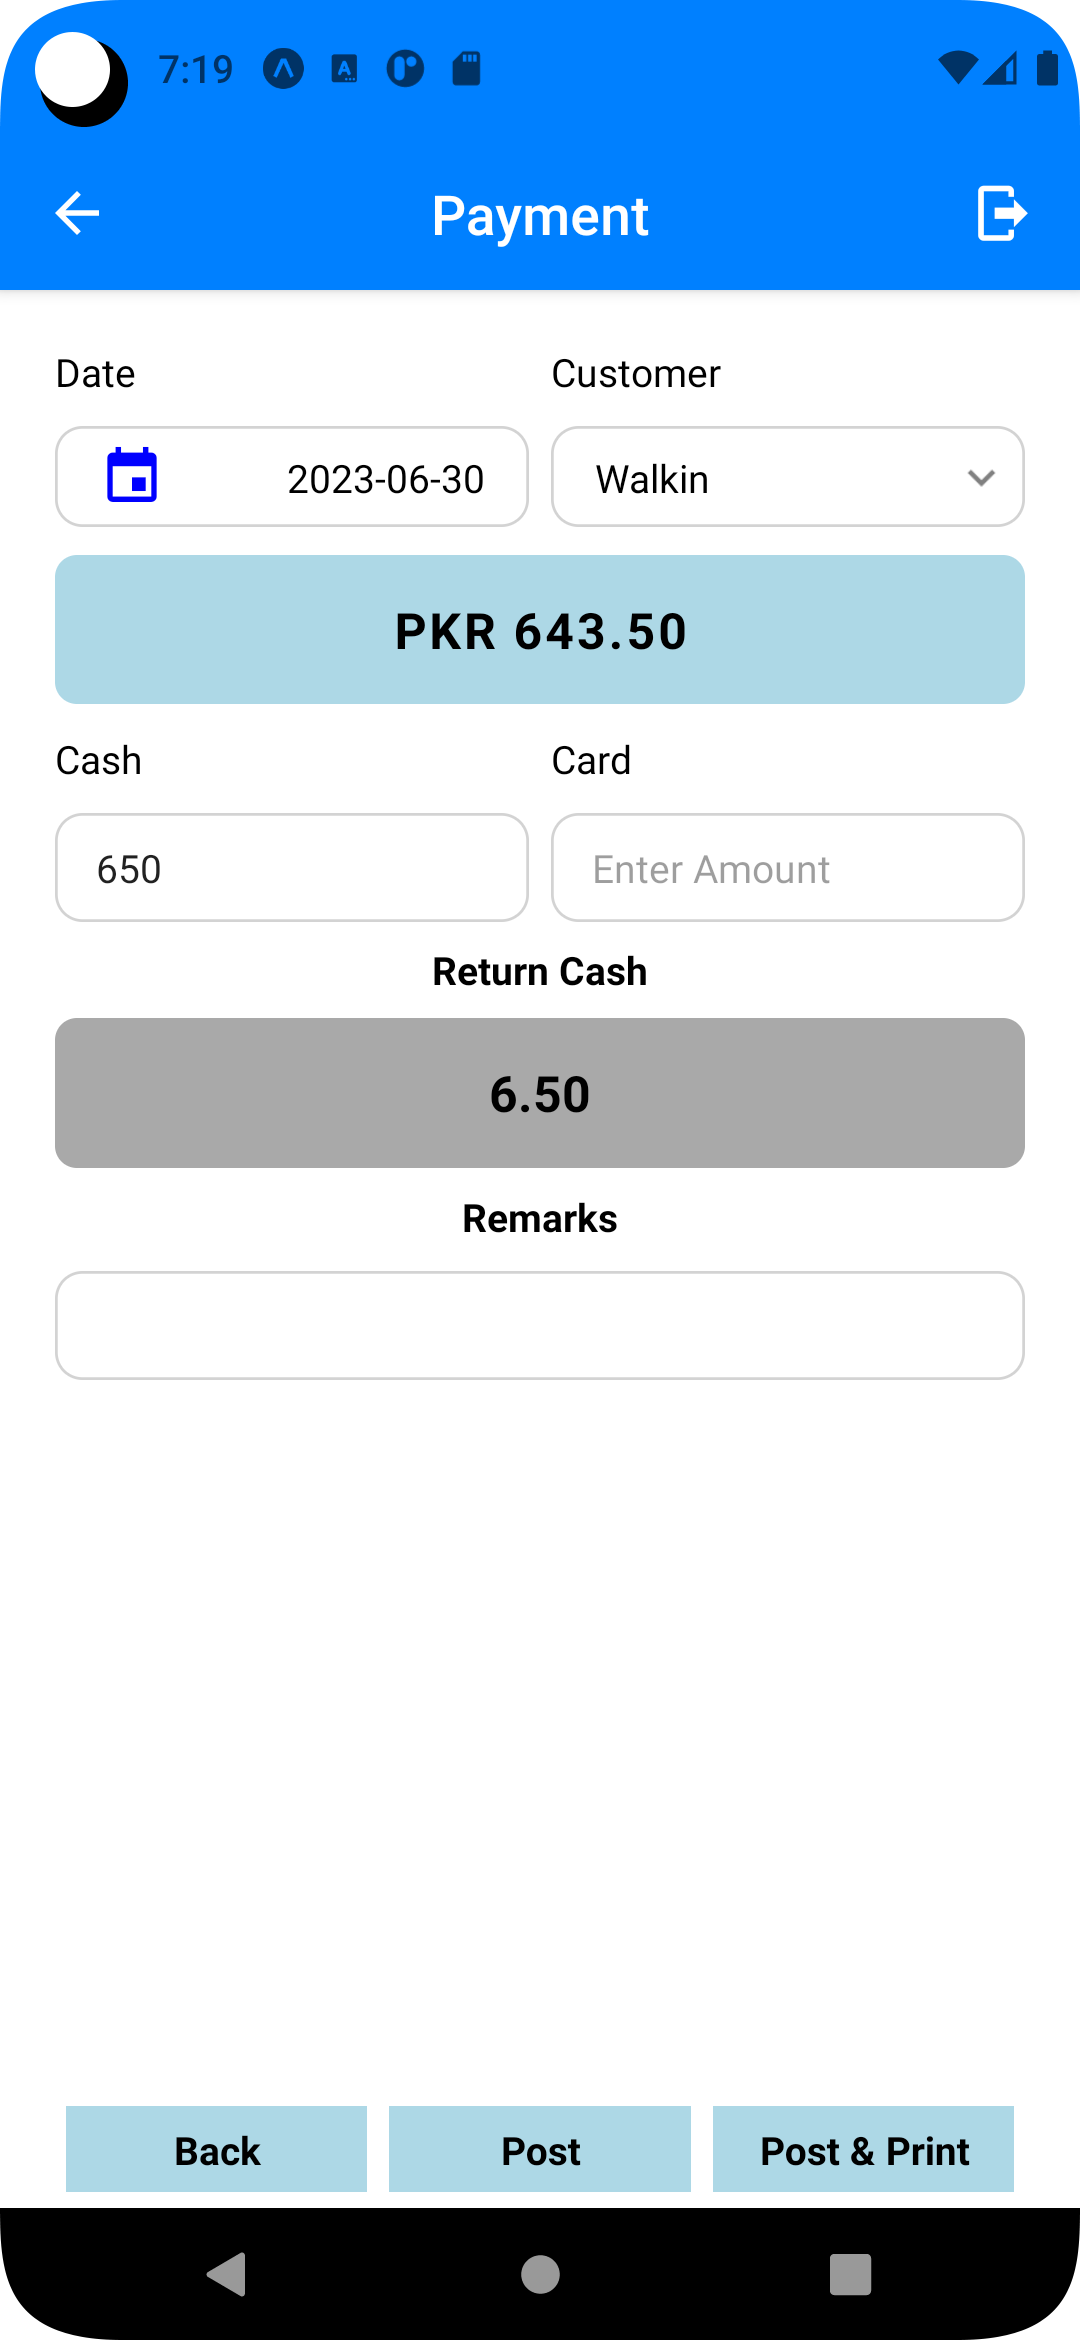 7:19
Payment
Date
Customer
2023-06-30
Walkin
PKR 643.50
Cash
Card
650
Enter Amount
Return Cash
6.50
Remarks
Back
Post
Post & Print